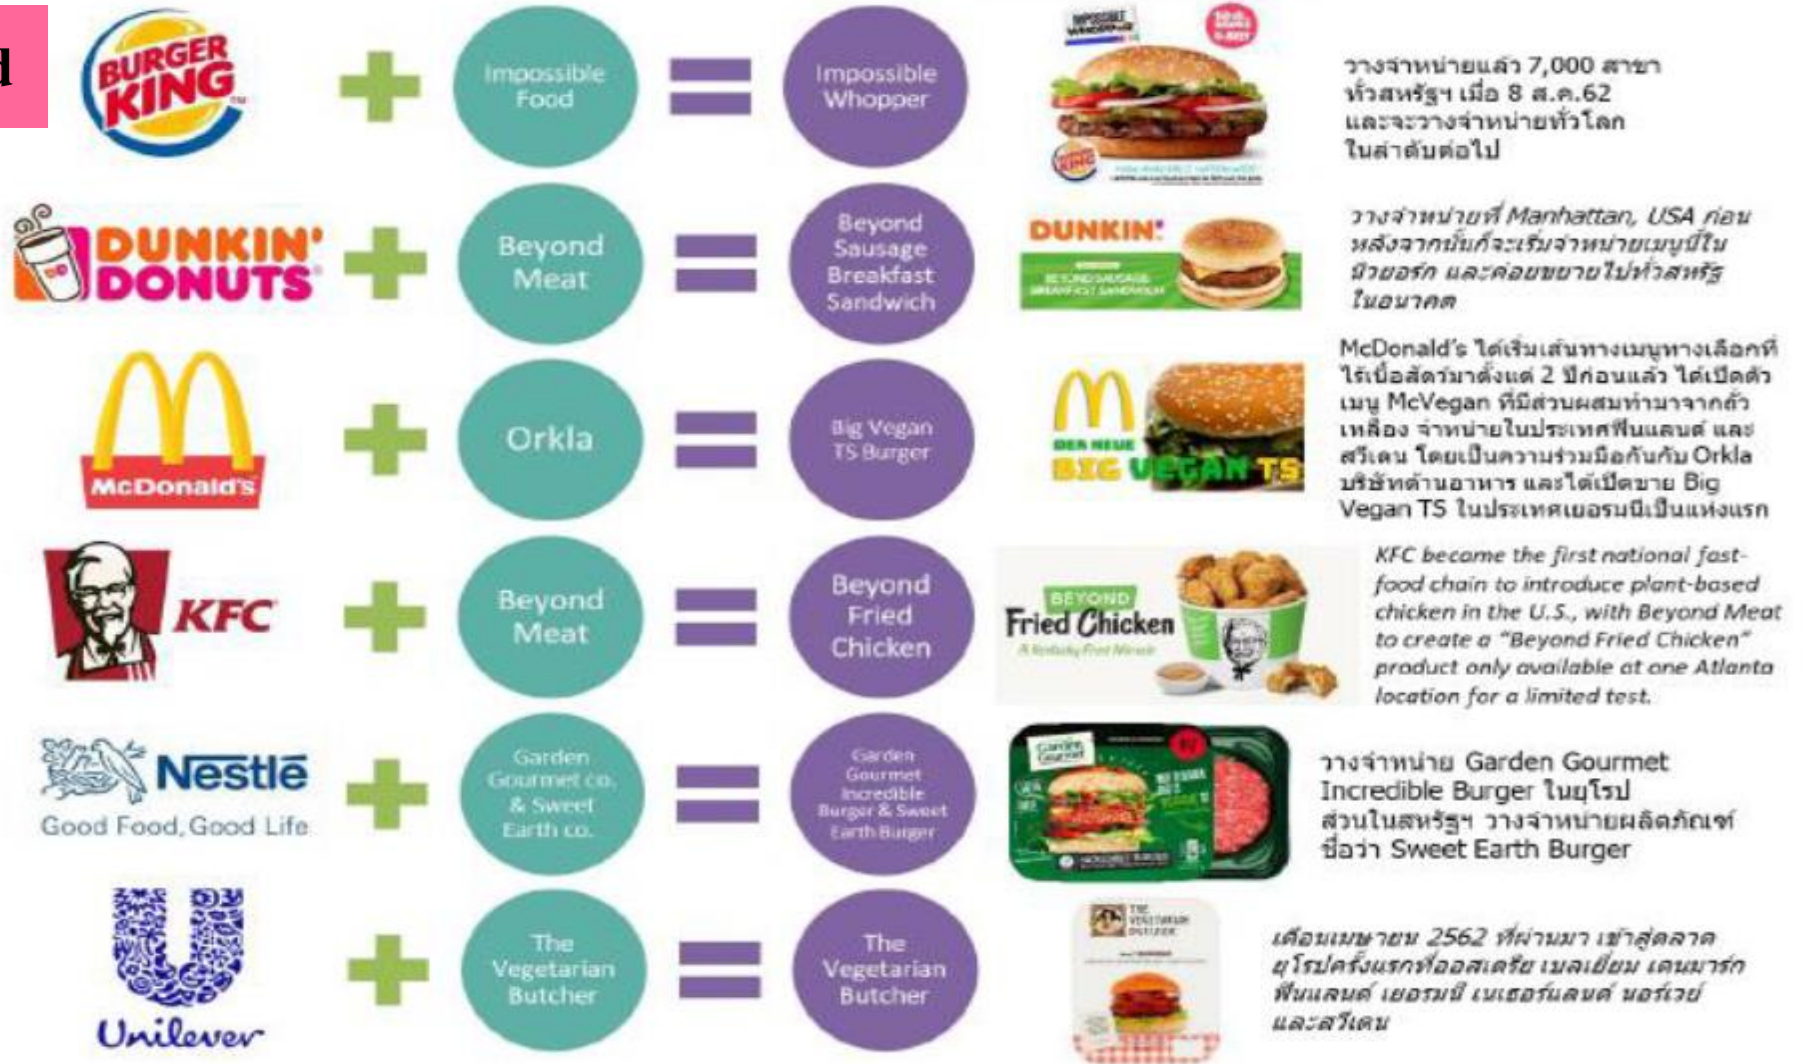 d
BURGER
KING
TM
Impossible
Food
Impossible
Whopper
IMPOSSIBLE
WHOPPER
BURGER
KING
วางจำหน่ายแล้ว 7,000 สาขา
ทั่วสหรัฐฯ เมื่อ 8 ส.ค.62
และจะวางจำหน่ายทั่วโลก
ในลำดับต่อไป
DD
DUNKIN'
DONUTS
Beyond
Meat
Beyond
Sausage
Breakfast
Sandwich
DUNKIN'
BEYOND SAUSAGE
BREAKFAST SANDWICH
วางจำหน่ายที่ Manhattan, USA ก่อน
หลังจากนั้นก็จะเริ่มจำหน่ายเมนูนี้ใน
นิวยอร์ก และค่อยขยายไปทั่วสหรัฐ
ในอนาคต
McDonald's
Orkla
Big Vegan
TS Burger
DER NEUE
BIG VEGAN TS
McDonald's ได้เริ่มเส้นทางเมนูทางเลือกที่
ไร้เนื้อสัตว์มาตั้งแต่ 2 ปีก่อนแล้ว ได้เปิดตัว
เมนู McVegan ที่มีส่วนผสมทำมาจากถั่ว
เหลือง จำหน่ายในประเทศฟินแลนด์ และ
สวีเดน โดยเป็นความร่วมมือกันกับ Orkla
บริษัทด้านอาหาร และได้เปิดขาย Big
Vegan TS ในประเทศเยอรมนีเป็นแห่งแรก
KFC
Beyond
Meat
Beyond
Fried
Chicken
BEYOND
Fried Chicken
A Kentucky Fried Miracle
KFC became the first national fast-
food chain to introduce plant-based
chicken in the U.S., with Beyond Meat
to create a "Beyond Fried Chicken"
product only available at one Atlanta
location for a limited test.
Nestlé
Good Food, Good Life
Garden
Gourmet co.
& Sweet
Earth co.
Garden
Gourmet
Incredible
Burger & Sweet
Earth Burger
Garden
Gourmet
INCREDIBLE BURGER
วางจำหน่าย Garden Gourmet
Incredible Burger ในยุโรป
ส่วนในสหรัฐฯ วางจำหน่ายผลิตภัณฑ์
ชื่อว่า Sweet Earth Burger
Unilever
The
Vegetarian
Butcher
The
Vegetarian
Butcher
THE
VEGETARIAN
BUTCHER
เดือนเมษายน 2562 ที่ผ่านมา เข้าสู่ตลาด
ยุโรปครั้งแรกที่ออสเตรีย เบลเยี่ยม เดนมาร์ก
ฟินแลนด์ เยอรมนี เนเธอร์แลนด์ นอร์เวย์
และสวีเดน